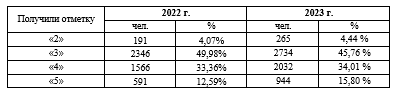 Получили отметку 2022 г. 2023 г.
чел. % чел. %
«2» 191 4,07% 265 4,44 %
«3» 2346 49,98% 2734 45,76 %
«4» 1566 33,36% 2032 34,01 %
«5» 591 12,59% 944 15,80 %